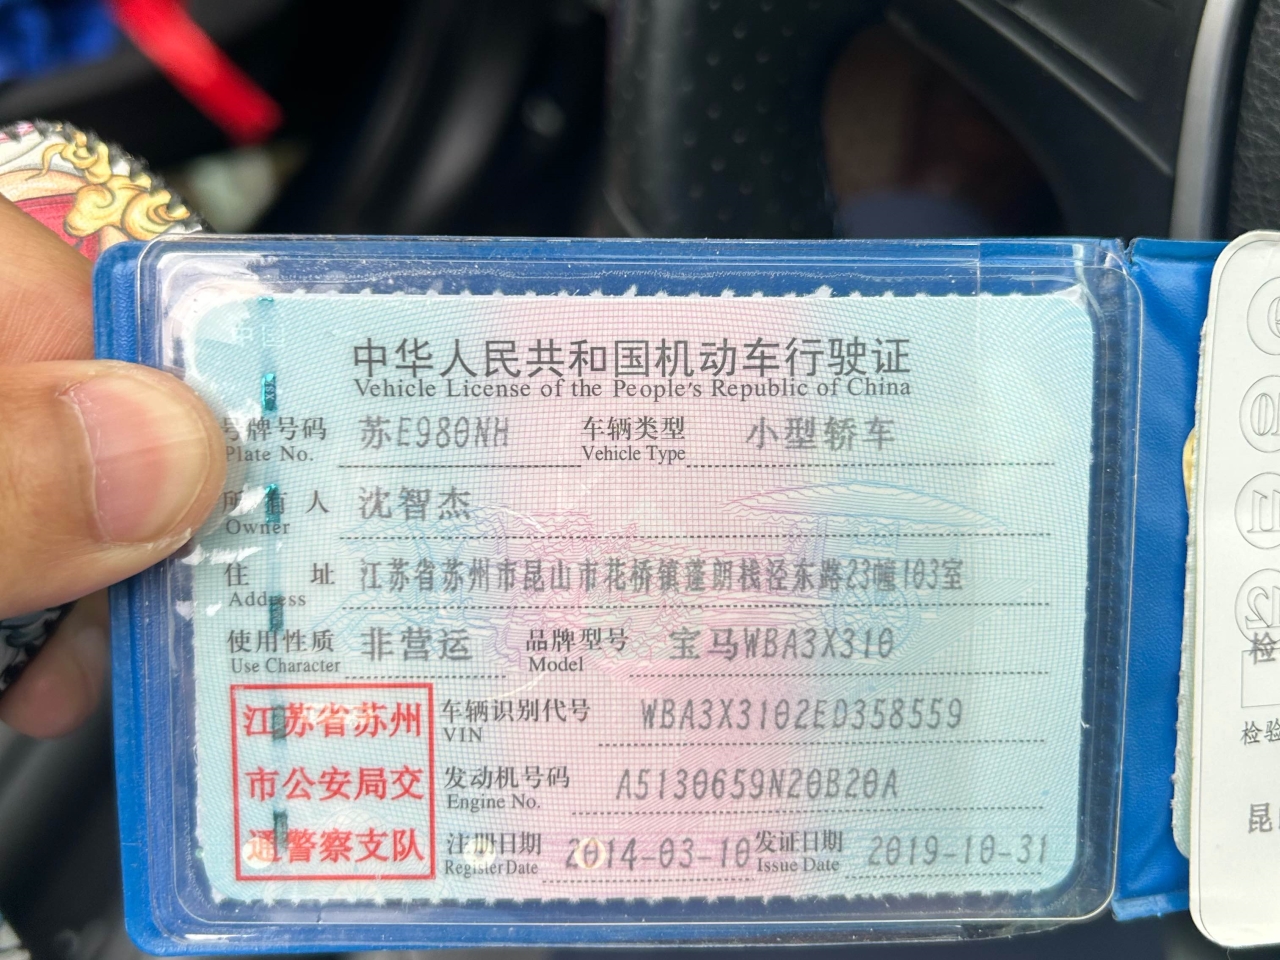 中华人民共和国机动车行驶证
Vehicle License of the People's Republic of China
号牌号码 苏E980NH 车辆类型 小型轿车
Plate No. Vehicle Type
所有人 沈智杰
Owner
住址 江苏省苏州市昆山市花桥镇蓬朗栈泾东路23幢103室
Address
使用性质 非营运 品牌型号 宝马WBA3X310
Use Character Model
江苏省苏州
市公安局交
通警察支队
车辆识别代号 WBA3X3102ED358559
VIN
发动机号码 A5130659N20B20A
Engine No.
注册日期 2014-03-10 发证日期 2019-10-31
Register Date Issue Date
检
检验
昆